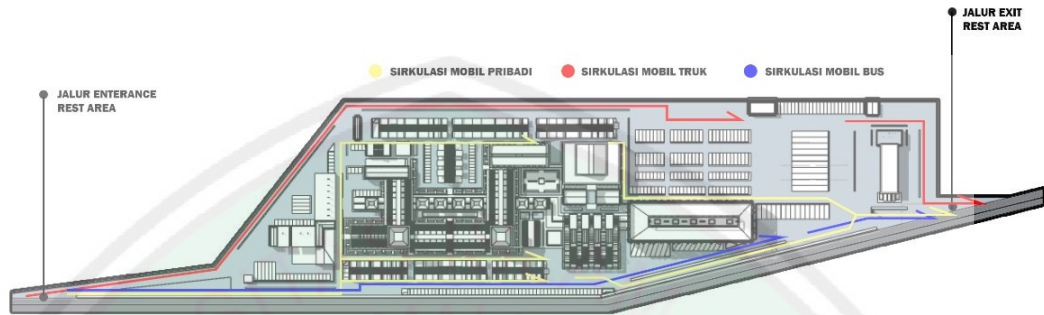 JALUR EXIT
REST AREA
SIRKULASI MOBIL PRIBADI
SIRKULASI MOBIL TRUK
SIRKULASI MOBIL BUS
JALUR ENTERANCE
REST AREA